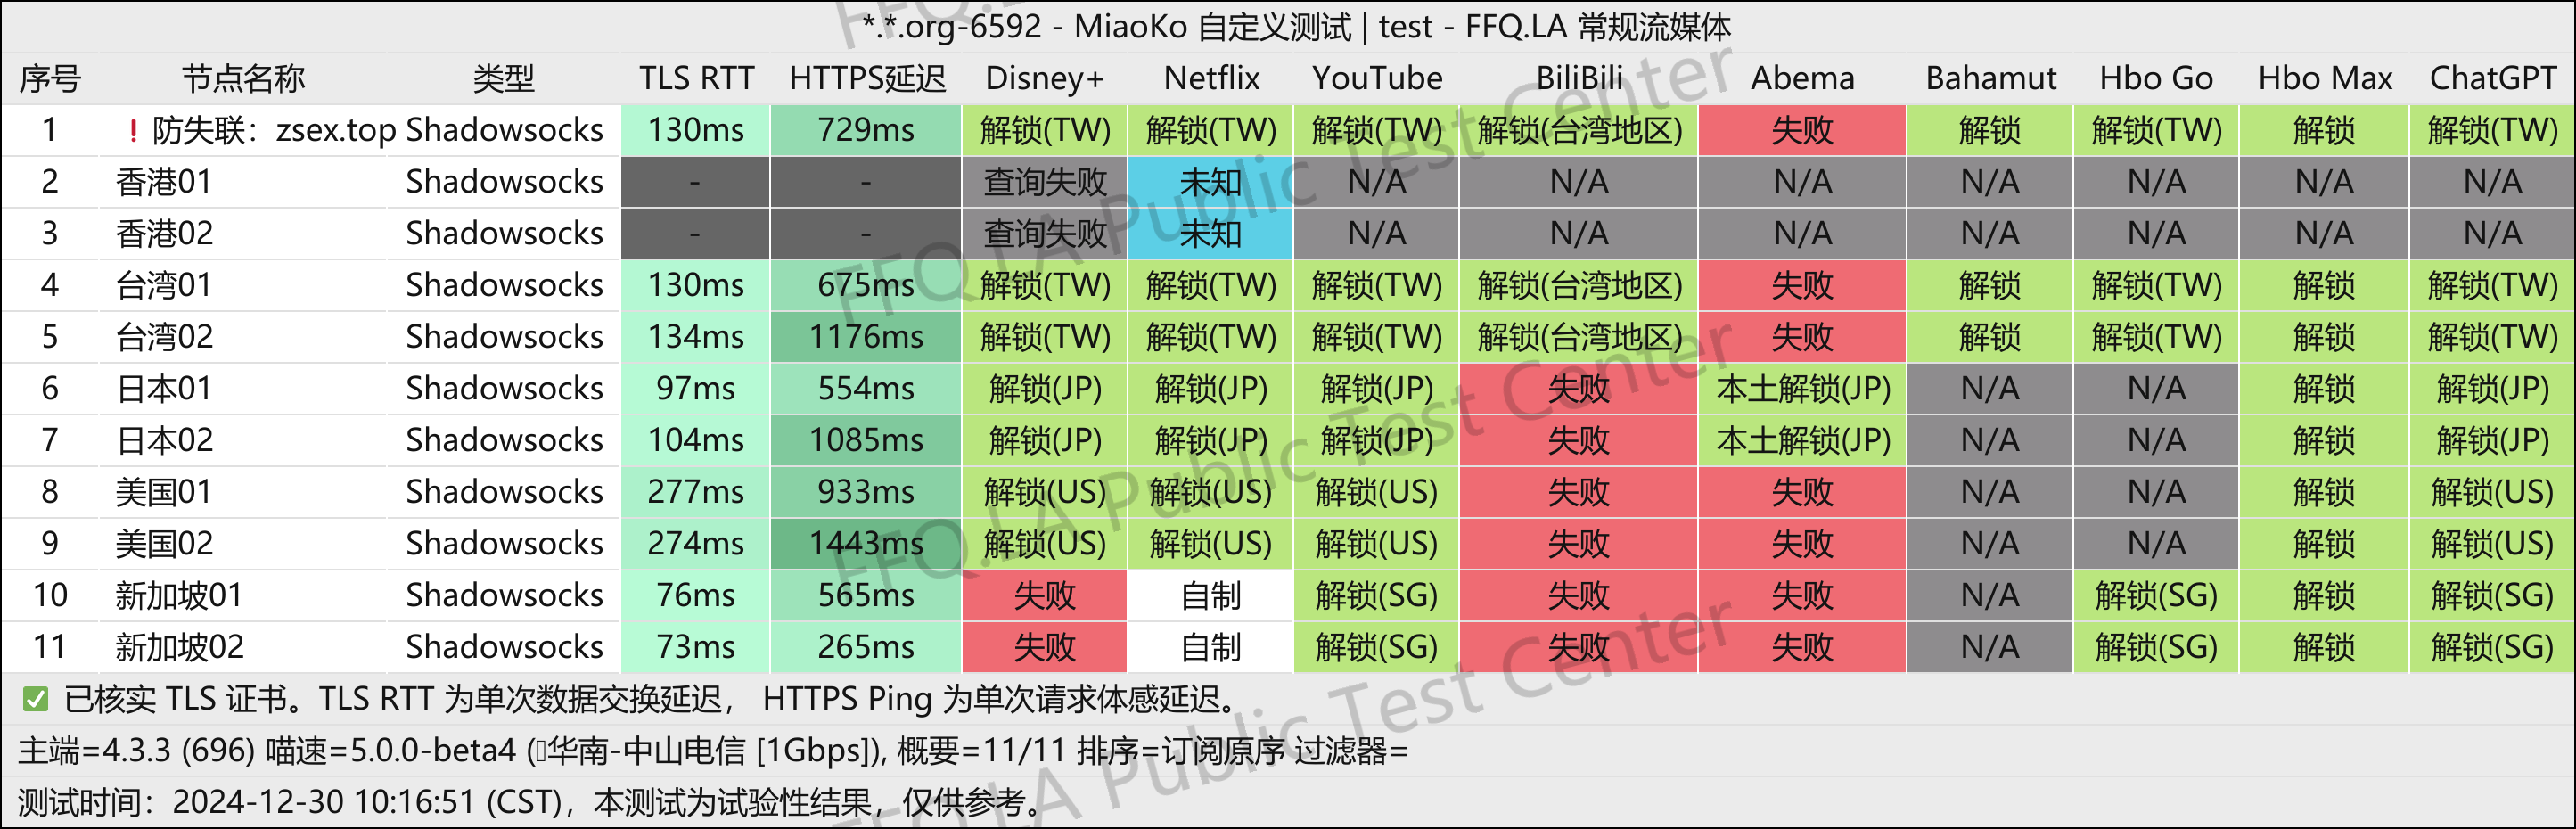 *.*.org-6592 - MiaoKo 自定义测试 | test - FFQ.LA 常规流媒体
序号 节点名称 类型 TLS RTT HTTPS延迟 Disney+ Netflix YouTube BiliBili Abema Bahamut Hbo Go Hbo Max ChatGPT
1 ❗防失联：zsex.top Shadowsocks 130ms 729ms 解锁(TW) 解锁(TW) 解锁(TW) 解锁(台湾地区) 失败 解锁 解锁(TW) 解锁 解锁(TW)
2 香港01 Shadowsocks - - 查询失败 未知 N/A N/A N/A N/A N/A N/A N/A
3 香港02 Shadowsocks - - 查询失败 未知 N/A N/A N/A N/A N/A N/A N/A
4 台湾01 Shadowsocks 130ms 675ms 解锁(TW) 解锁(TW) 解锁(TW) 解锁(台湾地区) 失败 解锁 解锁(TW) 解锁 解锁(TW)
5 台湾02 Shadowsocks 134ms 1176ms 解锁(TW) 解锁(TW) 解锁(TW) 解锁(台湾地区) 失败 解锁 解锁(TW) 解锁 解锁(TW)
6 日本01 Shadowsocks 97ms 554ms 解锁(JP) 解锁(JP) 解锁(JP) 失败 本土解锁(JP) N/A N/A 解锁 解锁(JP)
7 日本02 Shadowsocks 104ms 1085ms 解锁(JP) 解锁(JP) 解锁(JP) 失败 本土解锁(JP) N/A N/A 解锁 解锁(JP)
8 美国01 Shadowsocks 277ms 933ms 解锁(US) 解锁(US) 解锁(US) 失败 失败 N/A N/A 解锁 解锁(US)
9 美国02 Shadowsocks 274ms 1443ms 解锁(US) 解锁(US) 解锁(US) 失败 失败 N/A N/A 解锁 解锁(US)
10 新加坡01 Shadowsocks 76ms 565ms 失败 自制 解锁(SG) 失败 失败 N/A 解锁(SG) 解锁 解锁(SG)
11 新加坡02 Shadowsocks 73ms 265ms 失败 自制 解锁(SG) 失败 失败 N/A 解锁(SG) 解锁 解锁(SG)
✅ 已核实 TLS 证书。TLS RTT 为单次数据交换延迟， HTTPS Ping 为单次请求体感延迟。
主端=4.3.3 (696) 喵速=5.0.0-beta4 (华南-中山电信 [1Gbps]), 概要=11/11 排序=订阅原序 过滤器=
测试时间：2024-12-30 10:16:51 (CST)，本测试为试验性结果，仅供参考。
FFQ.LA Public Test Center
FFQ.LA Public Test Center
FFQ.LA Public Test Center